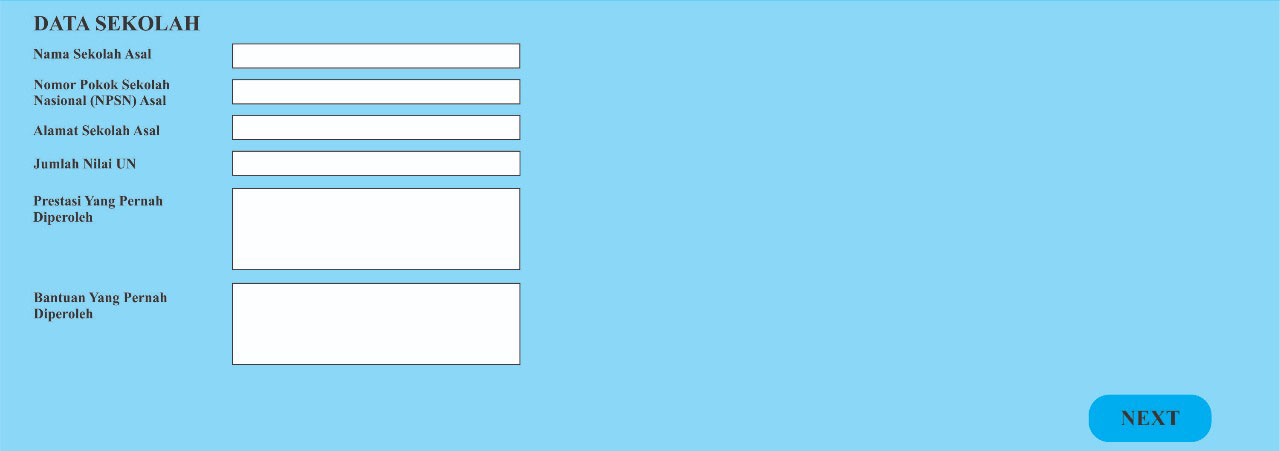 DATA SEKOLAH
Nama Sekolah Asal
Nomor Pokok Sekolah
Nasional (NPSN) Asal
Alamat Sekolah Asal
Jumlah Nilai UN
Prestasi Yang Pernah
Diperoleh
Bantuan Yang Pernah
Diperoleh
NEXT